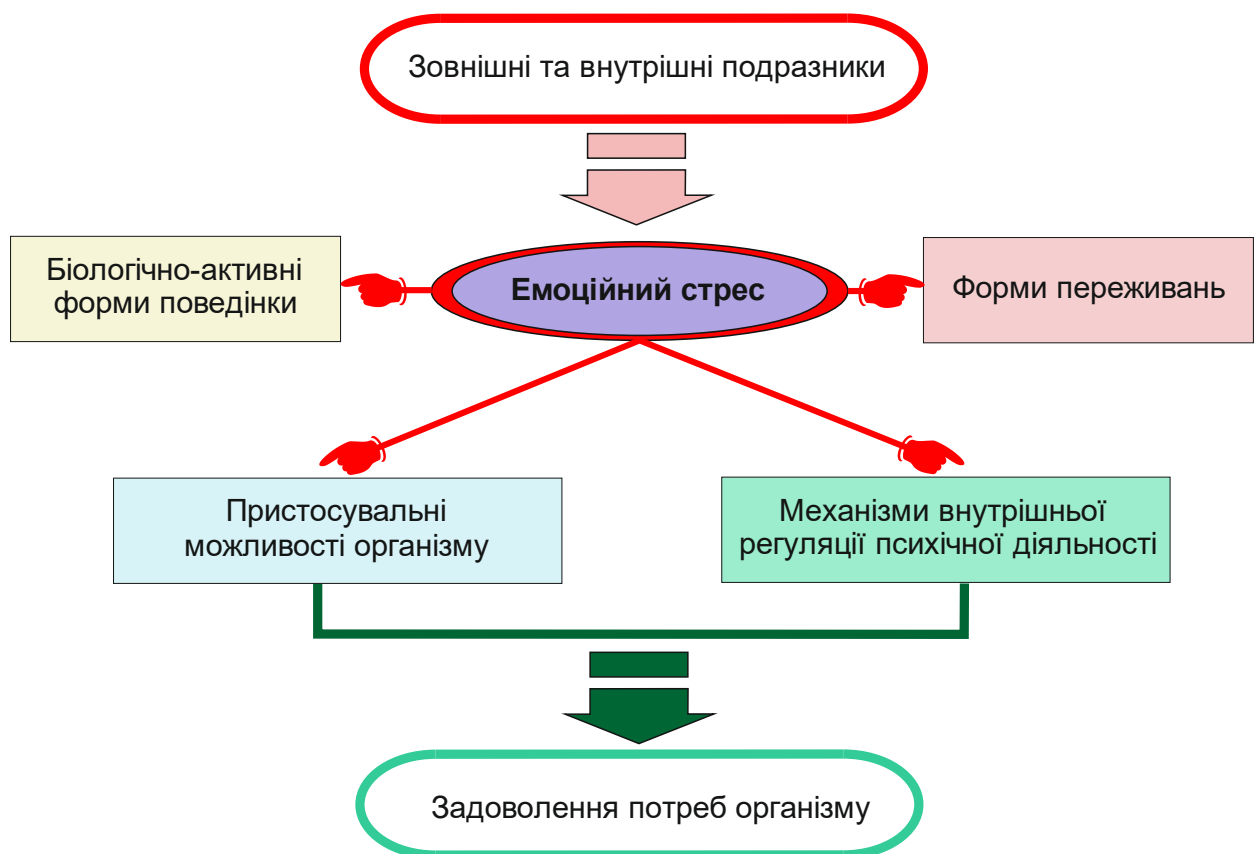 Зовнішні та внутрішні подразники
Біологічно-активні
форми поведінки
Емоційний стрес
Форми переживань
Пристосувальні
можливості організму
Механізми внутрішньої
регуляції психічної діяльності
Задоволення потреб організму